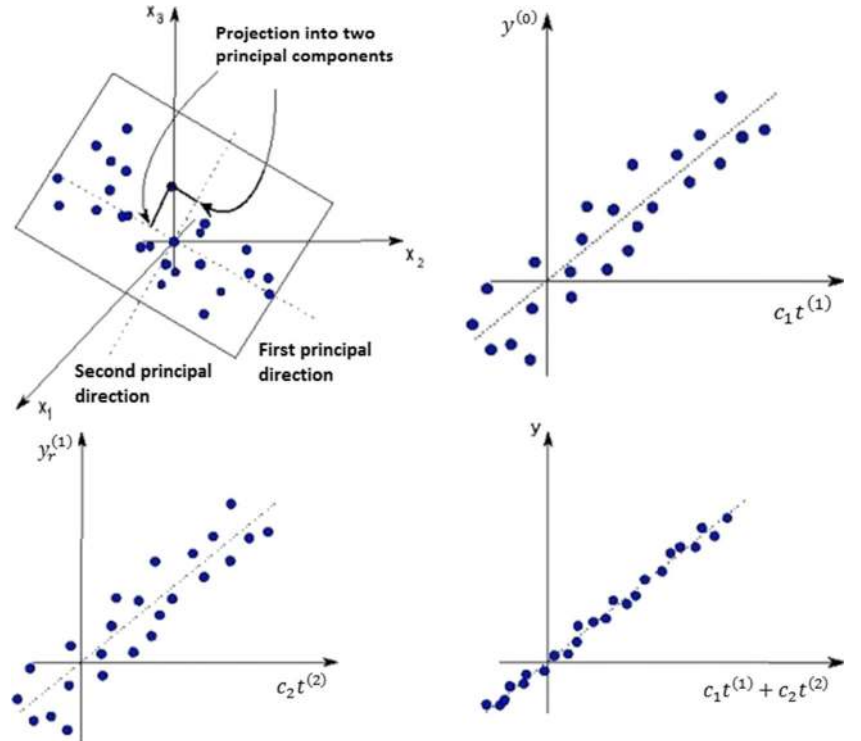 x₃
Projection into two
principal components
x₂
First principal
direction
Second principal
direction
x₁
y⁽⁰⁾
c₁t⁽¹⁾
yᵣ⁽¹⁾
c₂t⁽²⁾
y
c₁t⁽¹⁾ + c₂t⁽²⁾